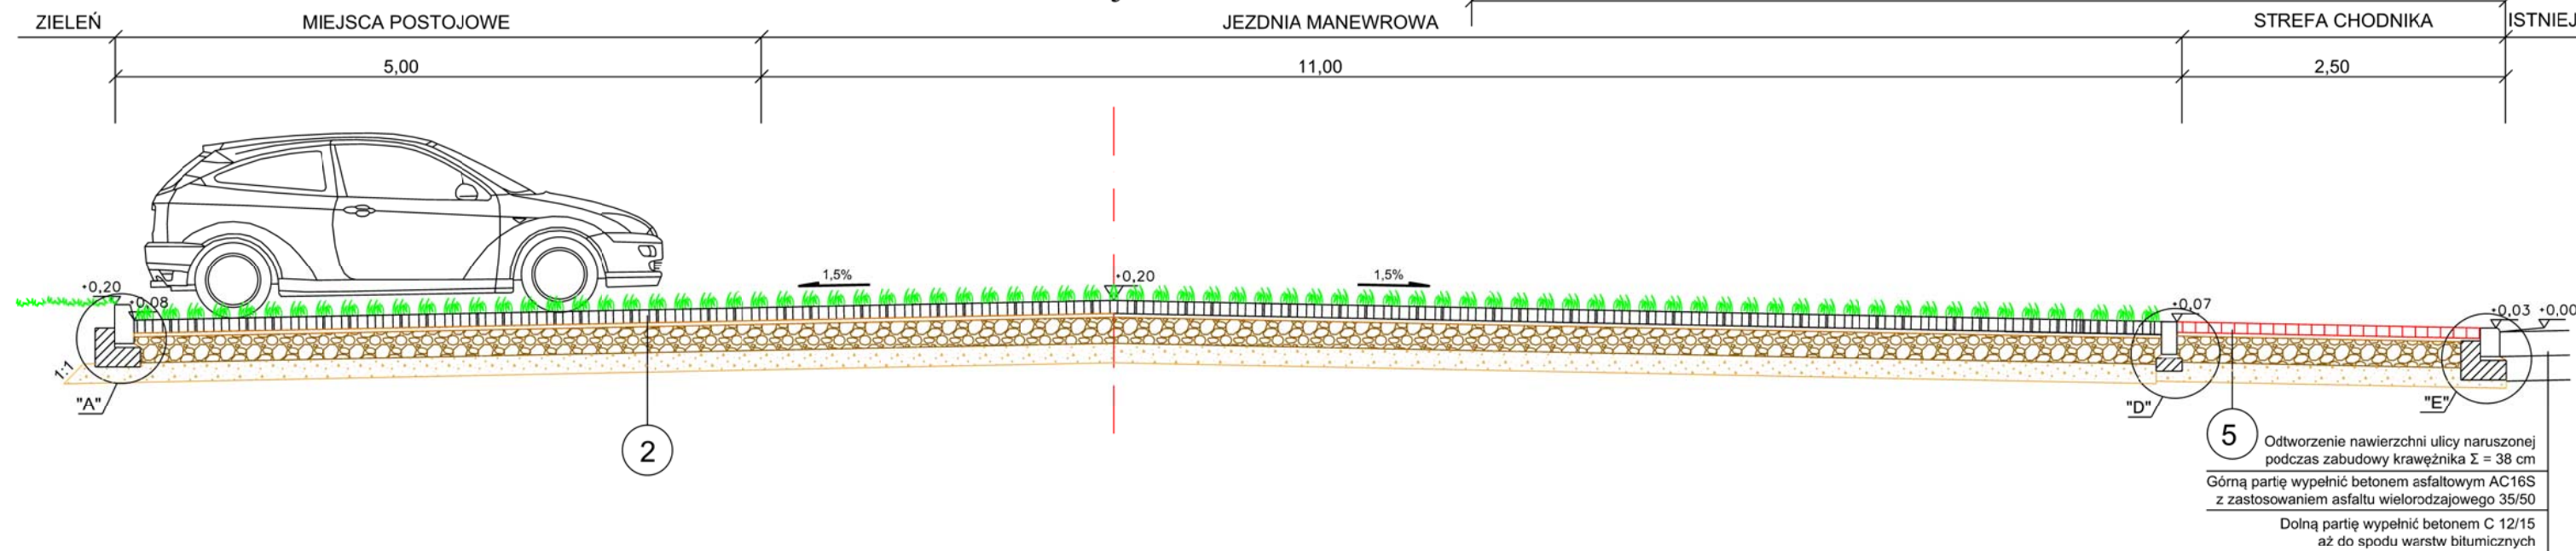 ZIELEŃ MIEJSCA POSTOJOWE JEZDNIA MANEWROWA STREFA CHODNIKA ISTNIEJ
5,00 11,00 2,50
1,5% +0,20 1,5%
+0,20
+0,08 +0,07 +0,03 +0,00
1:1
"A" "D" "E"
2 5
Odtworzenie nawierzchni ulicy naruszonej
podczas zabudowy krawężnika Σ = 38 cm
Górną partię wypełnić betonem asfaltowym AC16S
z zastosowaniem asfaltu wielorodzajowego 35/50
Dolną partię wypełnić betonem C 12/15
aż do spodu warstw bitumicznych